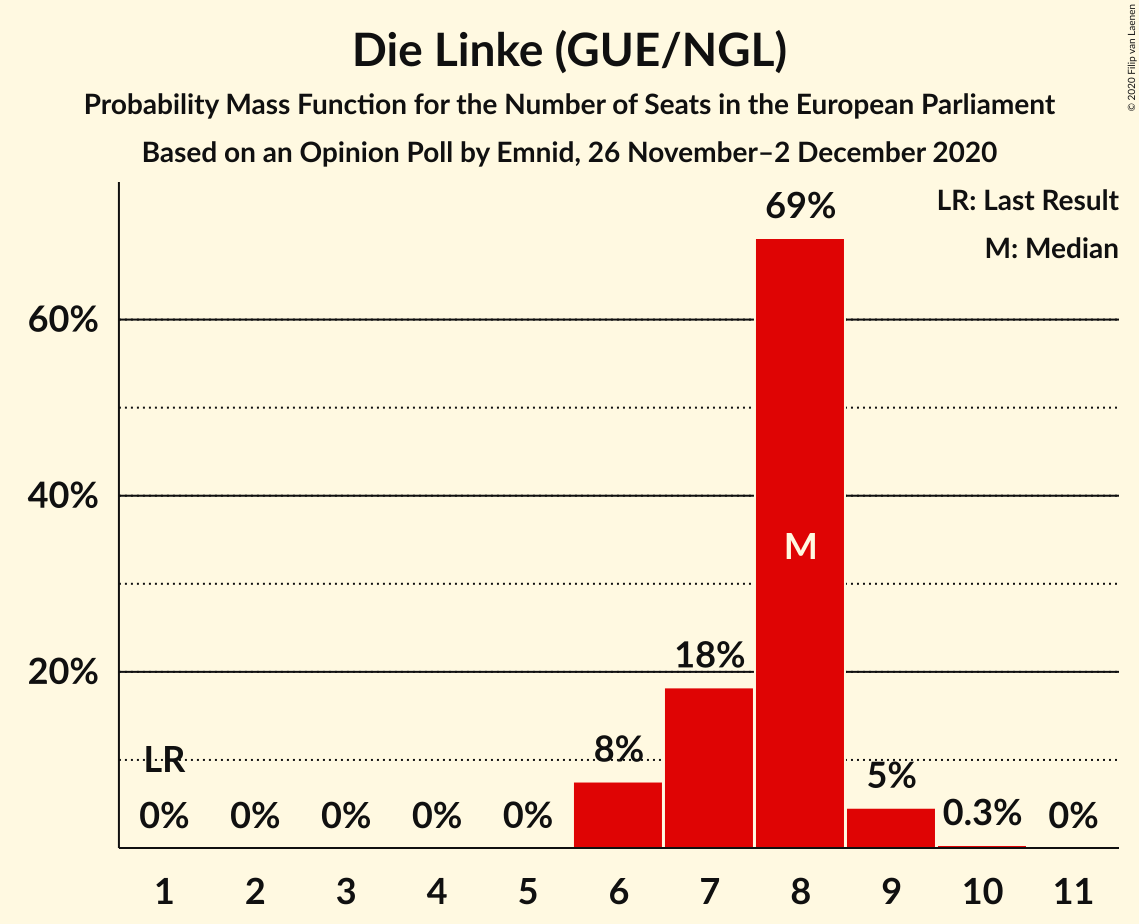 Die Linke (GUE/NGL)
Probability Mass Function for the Number of Seats in the European Parliament
Based on an Opinion Poll by Emnid, 26 November–2 December 2020
© 2020 Filip van Laenen
LR: Last Result
M: Median
69%
60%
40%
M
20%
18%
LR
8%
5%
0%
0%
0%
0%
0%
0.3%
0%
1 2 3 4 5 6 7 8 9 10 11